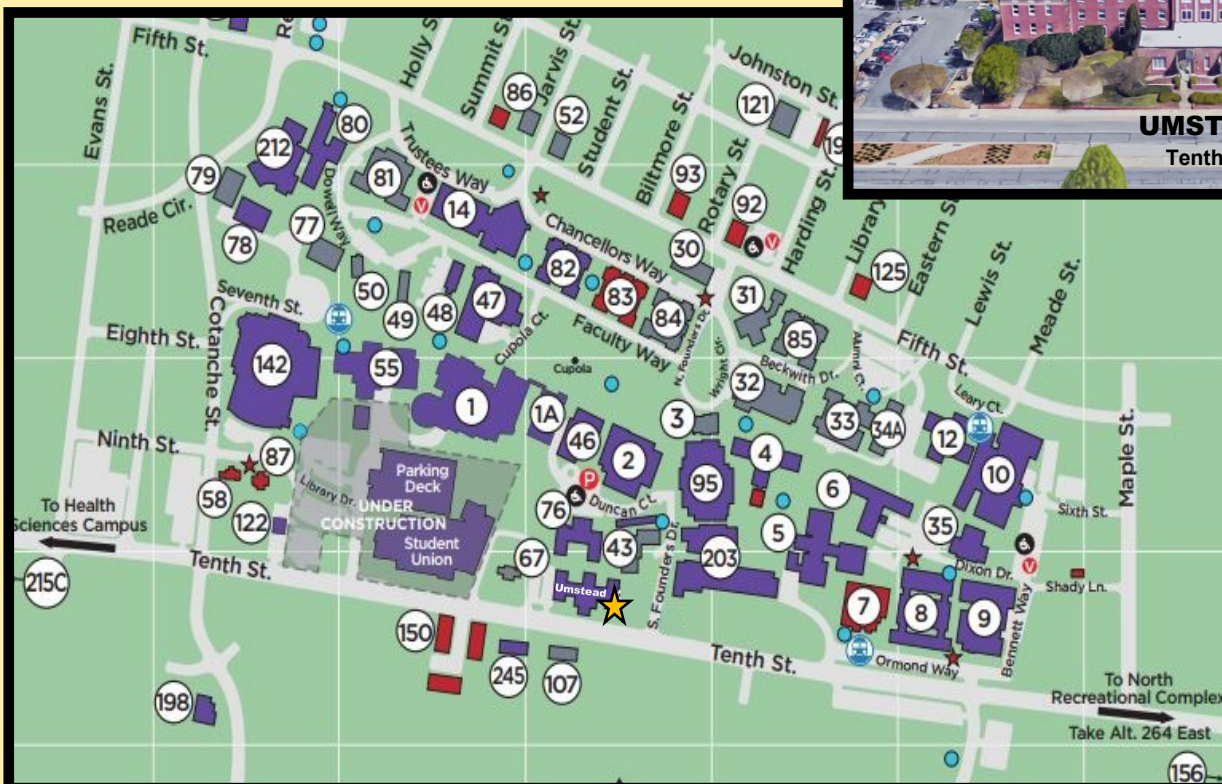 UMST
Tenth
Fifth St.
Re
Holly S
Summit St
Jarvis St.
Student St.
Biltmore St.
Johnston St.
Rotary St.
Harding St.
Library
Eastern St
Lewis St.
Meade St.
Evans St.
86
52
121
19
80
212
79
81
Trustees Way
14
93
92
Reade Cir.
78
77
Dowell Way
Chancellors Way
30
125
82
83
84
31
85
Seventh St.
50
49
48
47
Cupola Ct.
Faculty Way
N. Founders Dr.
Wright Cir.
Beckwith Dr.
Alumni Ct.
Fifth St.
Eighth St.
Cotanche St.
142
55
Cupola
32
Leary Ct.
1
1A
46
2
3
33
34A
12
10
Maple St.
Ninth St.
87
58
122
Library Dr.
Parking
Deck
UNDER
CONSTRUCTION
Student
Union
P
Duncan Ct.
76
43
95
4
6
5
35
Sixth St.
To Health
Sciences Campus
215C
Tenth St.
67
Umstead
S. Founders Dr.
203
Dixon Dr.
V
Shady Ln.
7
8
9
Bennett Way
150
245
107
Tenth St.
Ormond Way
198
To North
Recreational Complex
Take Alt. 264 East
156
V
V